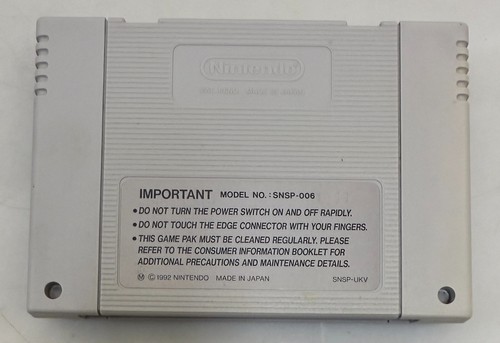 Nintendo
IMPORTANT MODEL NO.: SNSP-006
• DO NOT TURN THE POWER SWITCH ON AND OFF RAPIDLY.
• DO NOT TOUCH THE EDGE CONNECTOR WITH YOUR FINGERS.
• THIS GAME PAK MUST BE CLEANED REGULARLY. PLEASE
REFER TO THE CONSUMER INFORMATION BOOKLET FOR
ADDITIONAL PRECAUTIONS AND MAINTENANCE DETAILS.
Ⓜ ©1992 NINTENDO MADE IN JAPAN SNSP-UKV